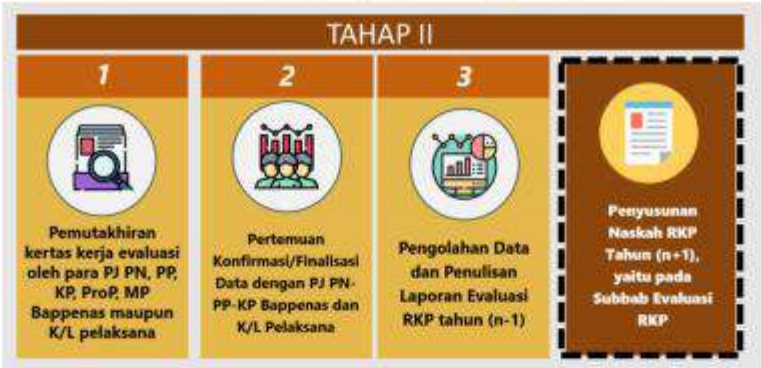 TAHAP II
1
Pemutakhiran
kertas kerja evaluasi
oleh para PJ PN, PP,
KP, ProP, MP
Bappenas maupun
K/L pelaksana
2
Pertemuan
Konfirmasi/Finalisasi
Data dengan PJ PN-
PP-KP Bappenas dan
K/L Pelaksana
3
Pengolahan Data
dan Penulisan
Laporan Evaluasi
RKP tahun (n-1)
Penyusunan
Naskah RKP
Tahun (n+1),
yaitu pada
Subbab Evaluasi
RKP